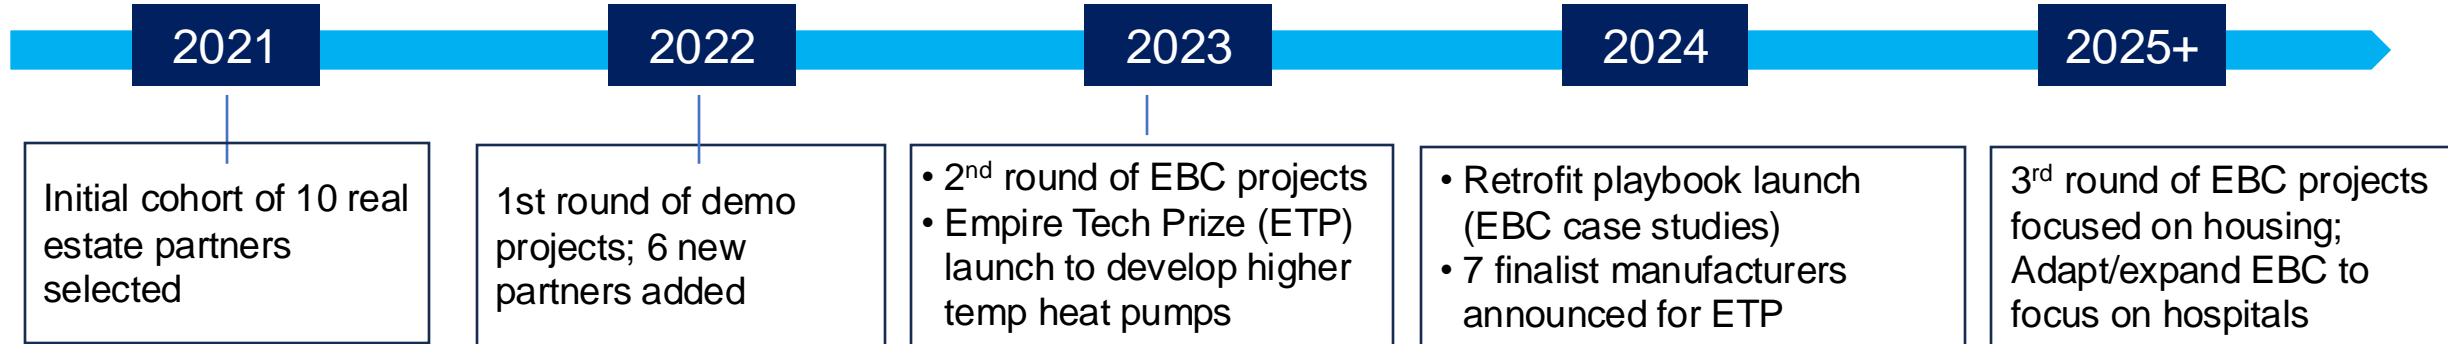 2021
2022
2023
2024
2025+
Initial cohort of 10 real
estate partners
selected
1st round of demo
projects; 6 new
partners added
• 2nd round of EBC projects
• Empire Tech Prize (ETP)
launch to develop higher
temp heat pumps
• Retrofit playbook launch
(EBC case studies)
• 7 finalist manufacturers
announced for ETP
3rd round of EBC projects
focused on housing;
Adapt/expand EBC to
focus on hospitals